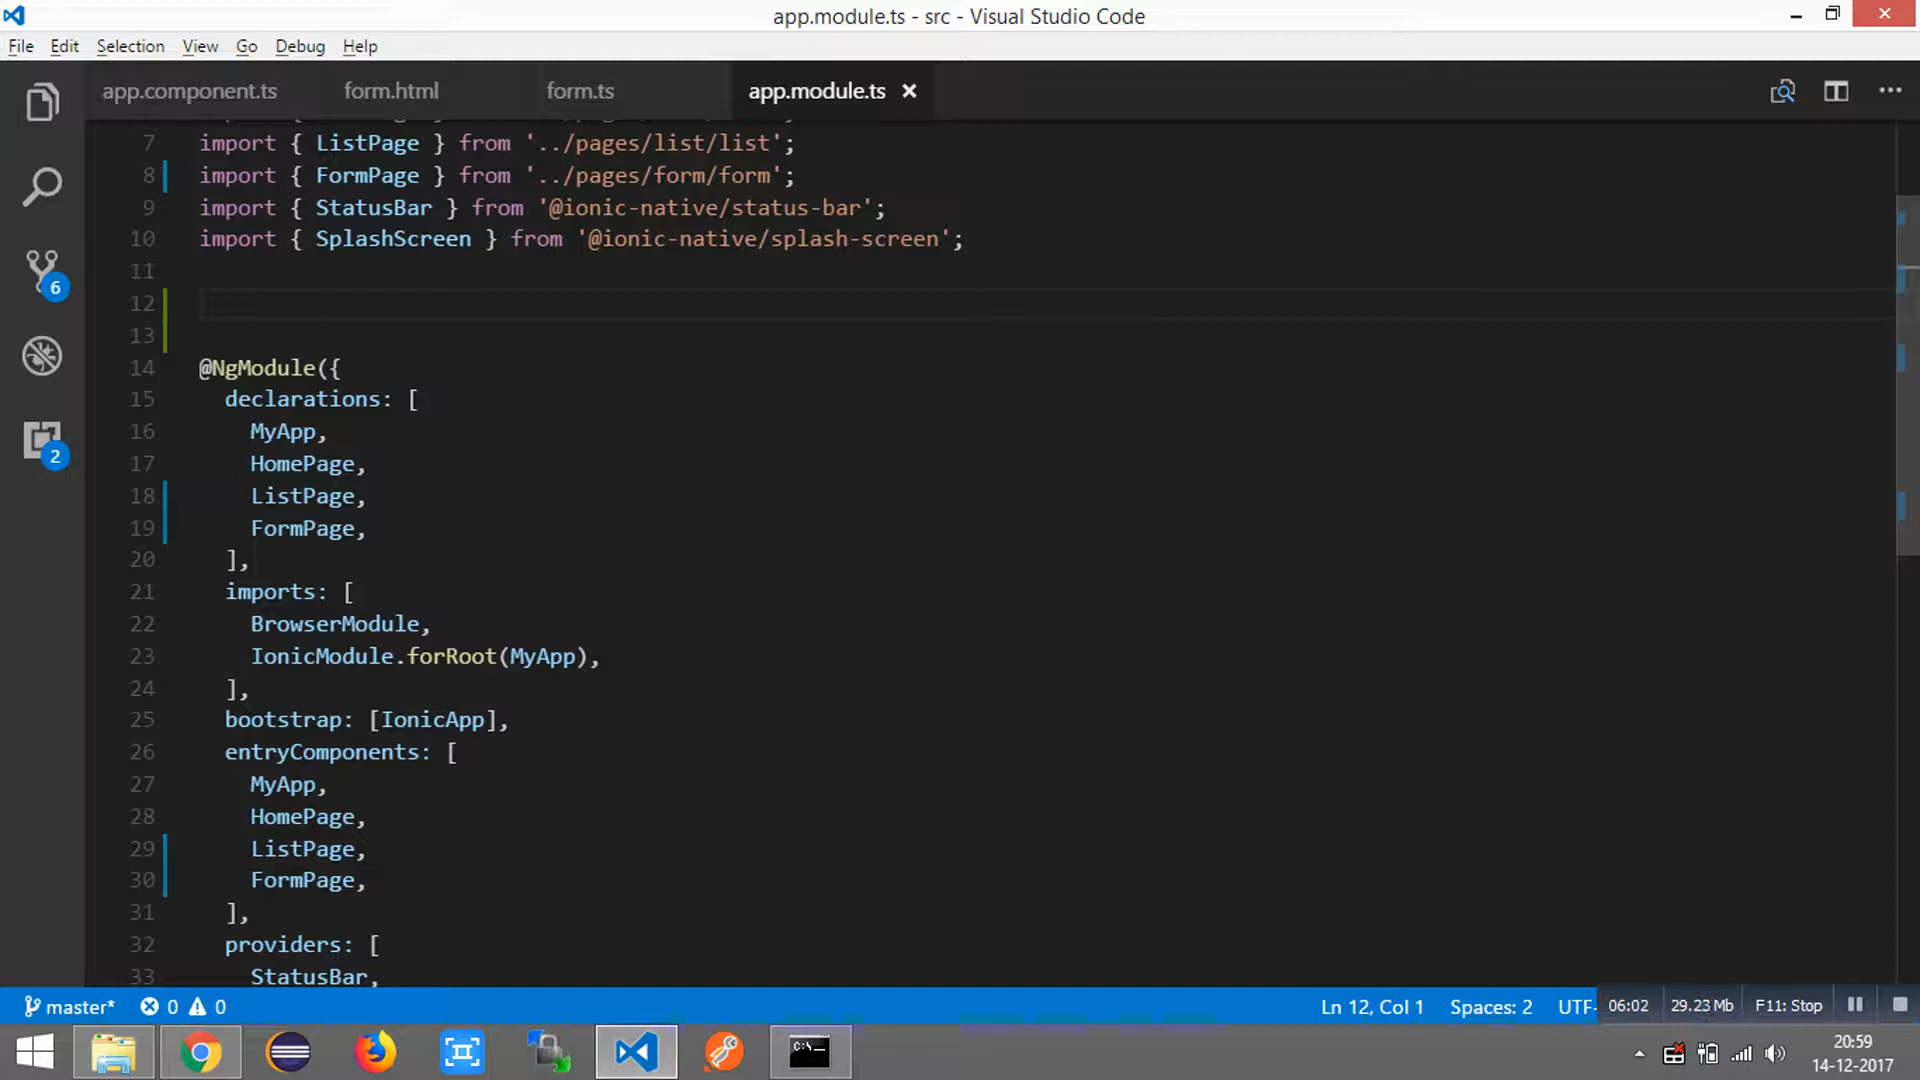 app.module.ts - src - Visual Studio Code
File Edit Selection View Go Debug Help
app.component.ts form.html form.ts app.module.ts
7 import { ListPage } from '../pages/list/list';
8 import { FormPage } from '../pages/form/form';
9 import { StatusBar } from '@ionic-native/status-bar';
10 import { SplashScreen } from '@ionic-native/splash-screen';
11
12
13
14 @NgModule({
15 declarations: [
16 MyApp,
17 HomePage,
18 ListPage,
19 FormPage,
20 ],
21 imports: [
22 BrowserModule,
23 IonicModule.forRoot(MyApp),
24 ],
25 bootstrap: [IonicApp],
26 entryComponents: [
27 MyApp,
28 HomePage,
29 ListPage,
30 FormPage,
31 ],
32 providers: [
33 StatusBar,
6
2
master* 0 0 Ln 12, Col 1 Spaces: 2 UTF- 06:02 29.23 Mb F11: Stop
C:\_
20:59
14-12-2017